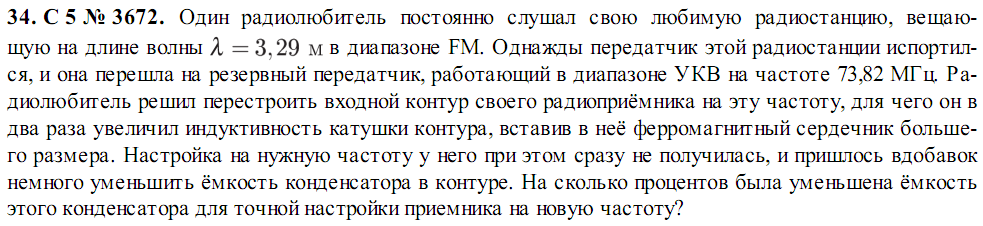 34. С 5 № 3672. Один радиолюбитель постоянно слушал свою любимую радиостанцию, вещаю-
щую на длине волны λ = 3,29 м в диапазоне FM. Однажды передатчик этой радиостанции испортил-
ся, и она перешла на резервный передатчик, работающий в диапазоне УКВ на частоте 73,82 МГц. Ра-
диолюбитель решил перестроить входной контур своего радиоприёмника на эту частоту, для чего он в
два раза увеличил индуктивность катушки контура, вставив в неё ферромагнитный сердечник больше-
го размера. Настройка на нужную частоту у него при этом сразу не получилась, и пришлось вдобавок
немного уменьшить ёмкость конденсатора в контуре. На сколько процентов была уменьшена ёмкость
этого конденсатора для точной настройки приемника на новую частоту?